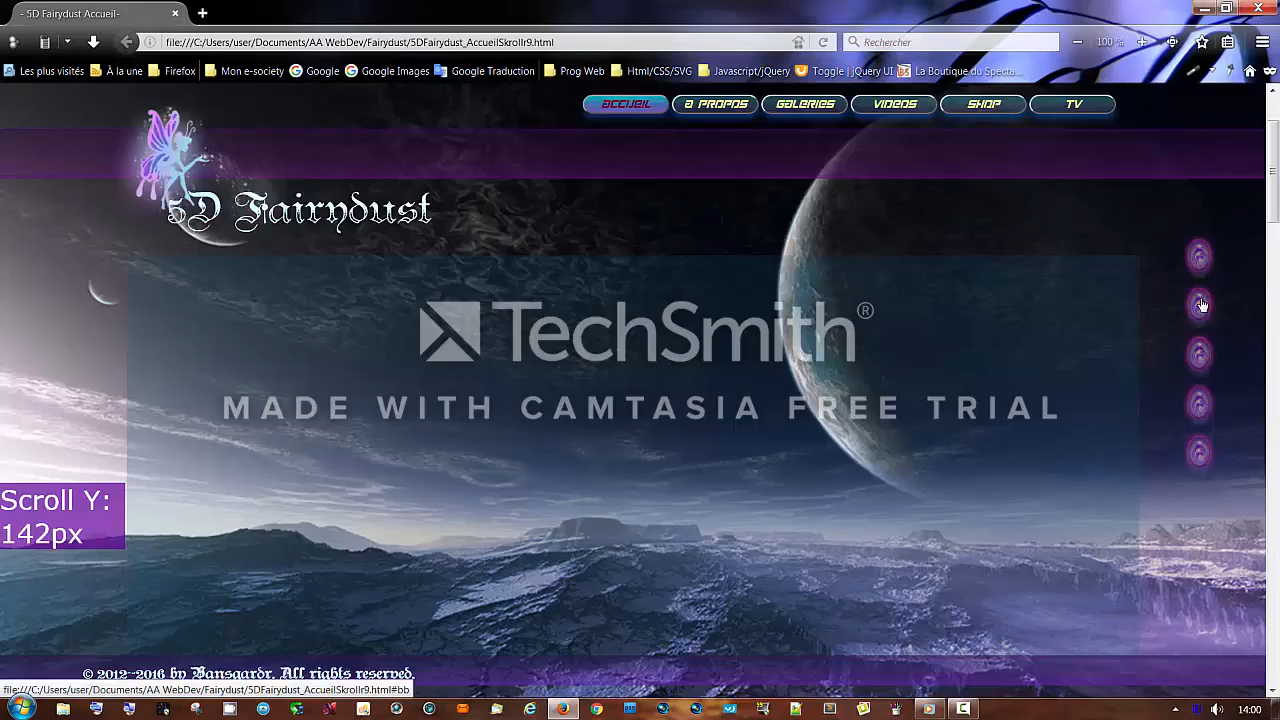 - 5D Fairydust Accueil-
file:///C:/Users/user/Documents/AA WebDev/Fairydust/5DFairydust_AccueilSkrollr9.html
Rechercher
100 %
Les plus visités
À la une
Firefox
Mon e-society
Google
Google Images
Google Traduction
Prog Web
Html/CSS/SVG
Javascript/jQuery
Toggle | jQuery UI
La Boutique du Specta...
ACCUEIL
A PROPOS
GALERIES
VIDEOS
SHOP
TV
5D Fairydust
TechSmith®
MADE WITH CAMTASIA FREE TRIAL
Scroll Y:
142px
© 2012-2016 by Vansgardr. All rights reserved.
file:///C:/Users/user/Documents/AA WebDev/Fairydust/5DFairydust_AccueilSkrollr9.html#bb
14:00